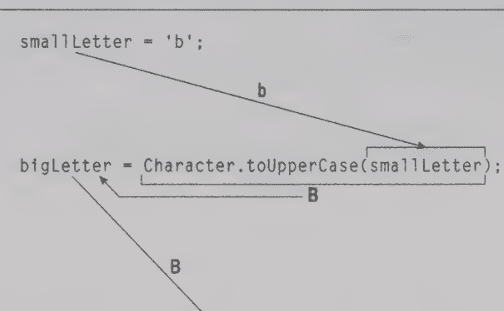 smallLetter = 'b';
b
bigLetter = Character.toUpperCase(smallLetter);
B
B